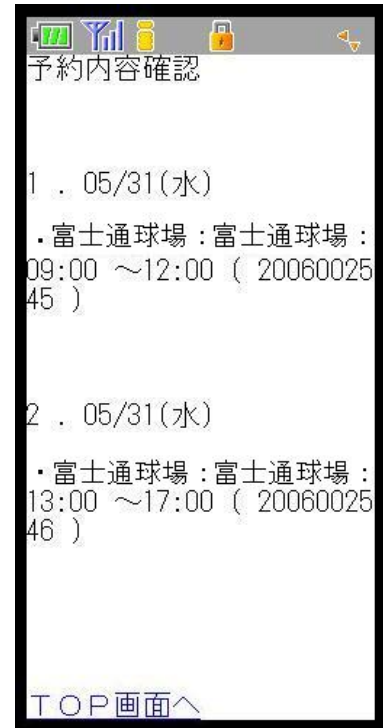 予約内容確認
1 . 05/31(水)
・富士通球場：富士通球場：
09:00 ～12:00 ( 20060025
45 )
2 . 05/31(水)
・富士通球場：富士通球場：
13:00 ～17:00 ( 20060025
46 )
ＴＯＰ画面へ